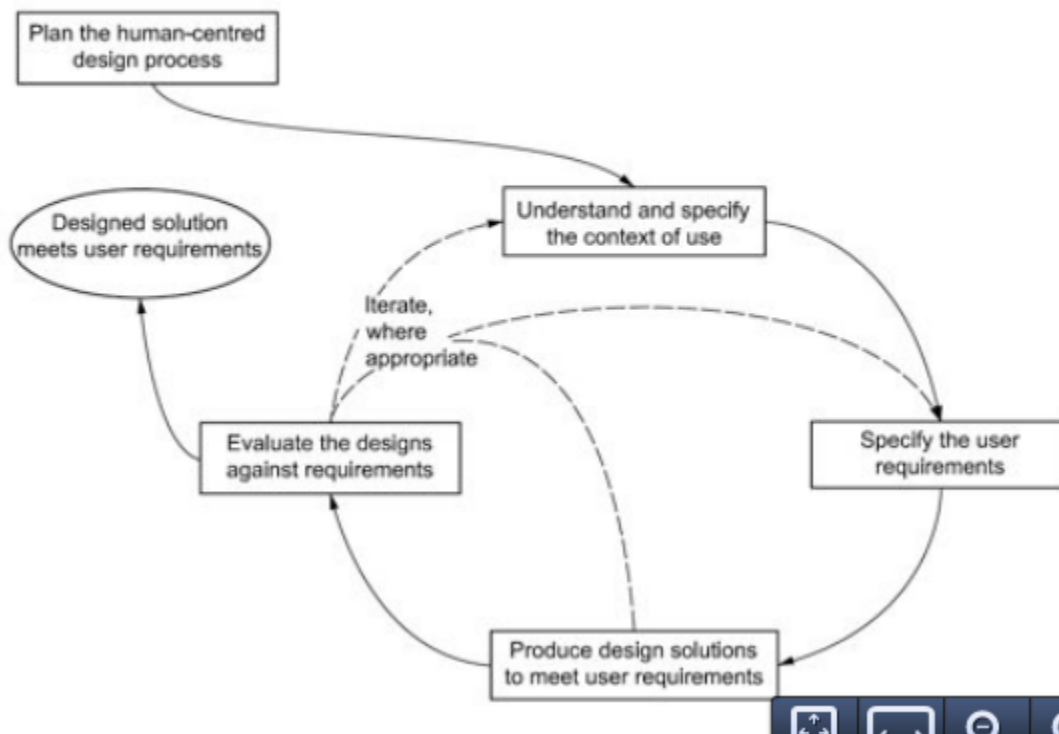 Plan the human-centred
design process
Understand and specify
the context of use
Designed solution
meets user requirements
Iterate,
where
appropriate
Evaluate the designs
against requirements
Specify the user
requirements
Produce design solutions
to meet user requirements